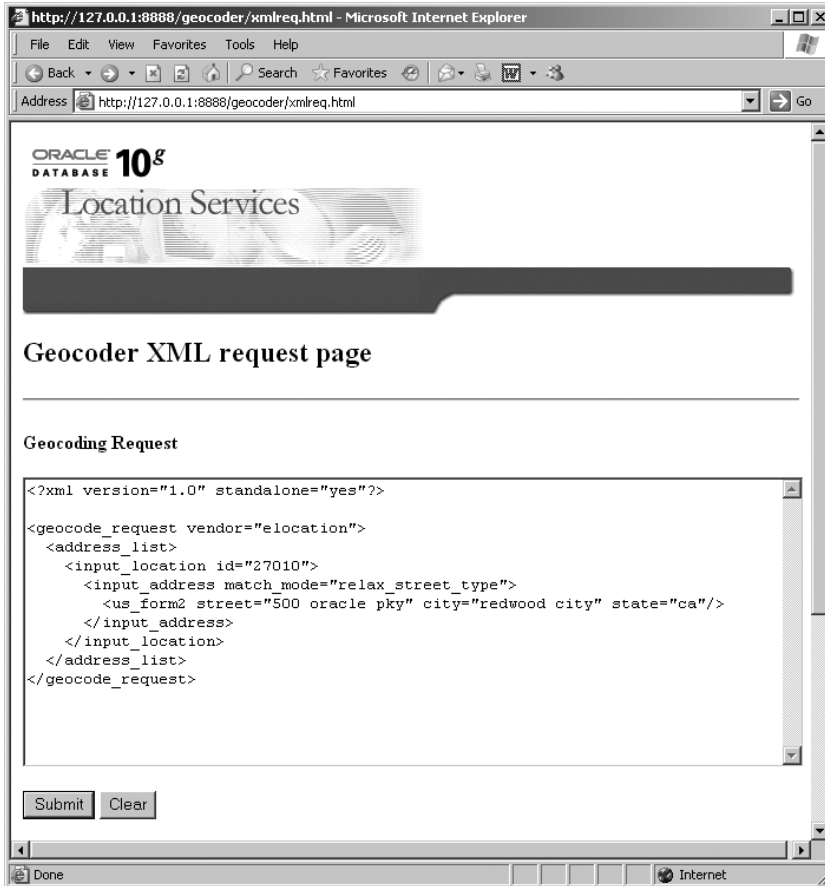 http://127.0.0.1:8888/geocoder/xmlreq.html - Microsoft Internet Explorer
File Edit View Favorites Tools Help
Back Search Favorites W
Address http://127.0.0.1:8888/geocoder/xmlreq.html Go
ORACLE
DATABASE 10g
Location Services
Geocoder XML request page
Geocoding Request
<?xml version="1.0" standalone="yes"?>
<geocode_request vendor="elocation">
<address_list>
<input_location id="27010">
<input_address match_mode="relax_street_type">
<us_form2 street="500 oracle pky" city="redwood city" state="ca"/>
</input_address>
</input_location>
</address_list>
</geocode_request>
Submit Clear
Done Internet